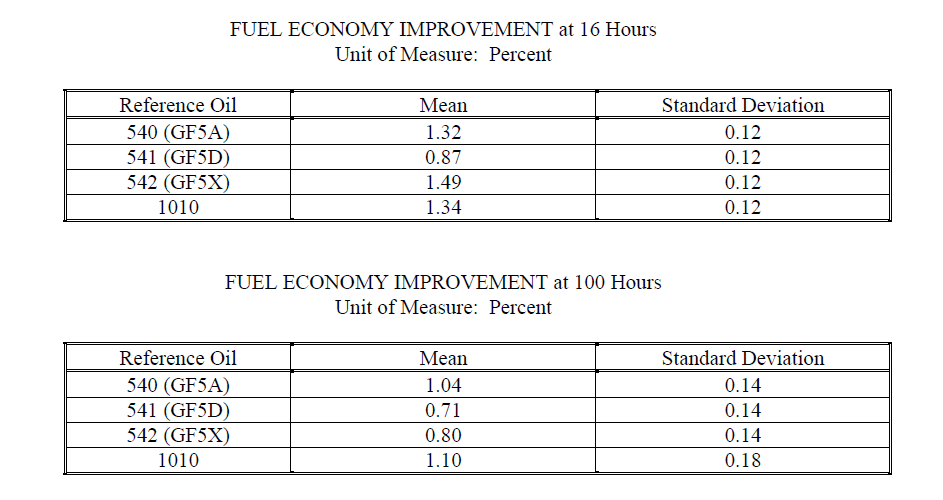 FUEL ECONOMY IMPROVEMENT at 16 Hours
Unit of Measure: Percent
Reference Oil Mean Standard Deviation
540 (GF5A) 1.32 0.12
541 (GF5D) 0.87 0.12
542 (GF5X) 1.49 0.12
1010 1.34 0.12
FUEL ECONOMY IMPROVEMENT at 100 Hours
Unit of Measure: Percent
Reference Oil Mean Standard Deviation
540 (GF5A) 1.04 0.14
541 (GF5D) 0.71 0.14
542 (GF5X) 0.80 0.14
1010 1.10 0.18